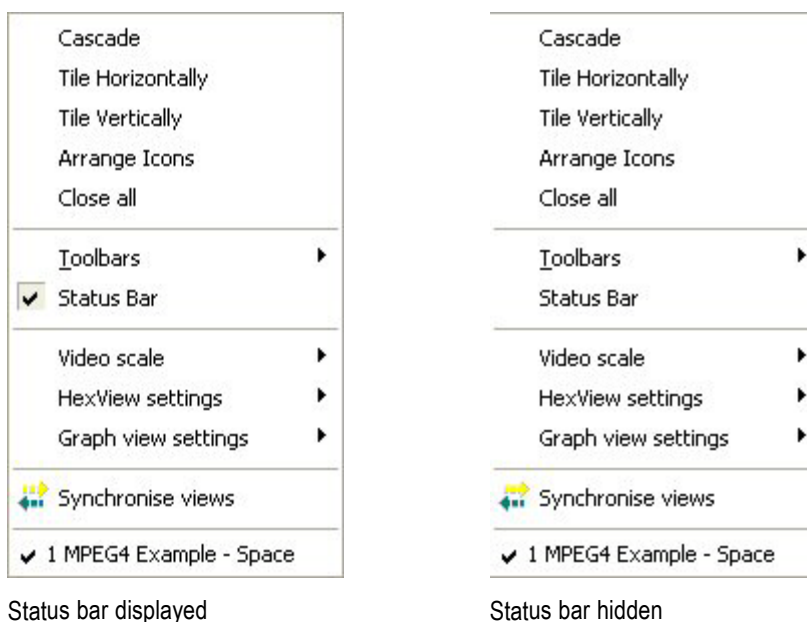 Cascade
Tile Horizontally
Tile Vertically
Arrange Icons
Close all
Toolbars
Status Bar
Video scale
HexView settings
Graph view settings
Synchronise views
1 MPEG4 Example - Space
Status bar displayed
Cascade
Tile Horizontally
Tile Vertically
Arrange Icons
Close all
Toolbars
Status Bar
Video scale
HexView settings
Graph view settings
Synchronise views
1 MPEG4 Example - Space
Status bar hidden